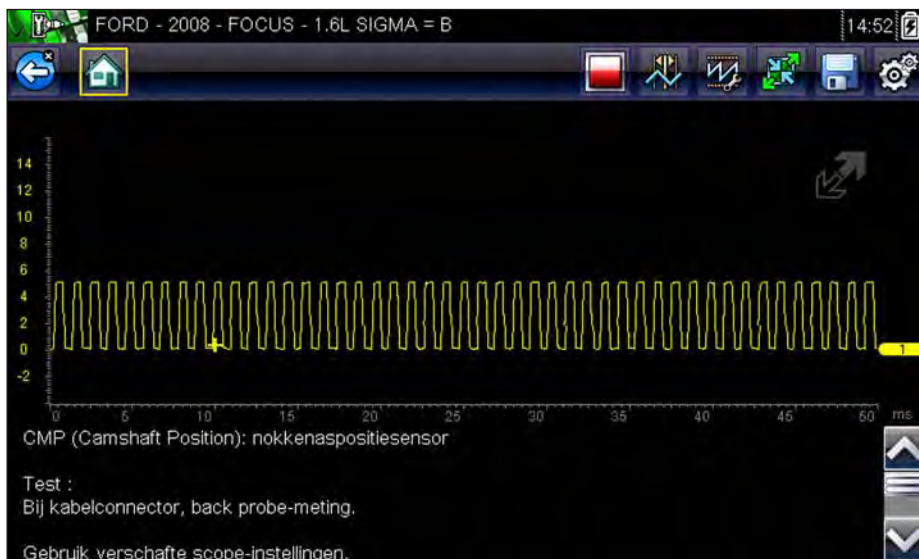 FORD - 2008 - FOCUS - 1.6L SIGMA = B
14:52
14
12
10
8
6
4
2
0
-2
1
0 5 10 15 20 25 30 35 40 45 50 ms
CMP (Camshaft Position): nokkenaspositiesensor
Test :
Bij kabelconnector, back probe-meting.
Gebruik verschafte scope-instellingen.